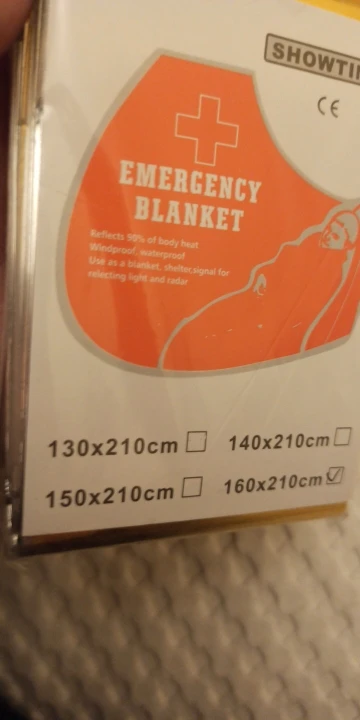 SHOWTI
CE
EMERGENCY
BLANKET
Reflects 90% of body heat
Windproof, waterproof
Use as a blanket, shelter,signal for
relecting light and radar
130x210cm 140x210cm
150x210cm 160x210cm